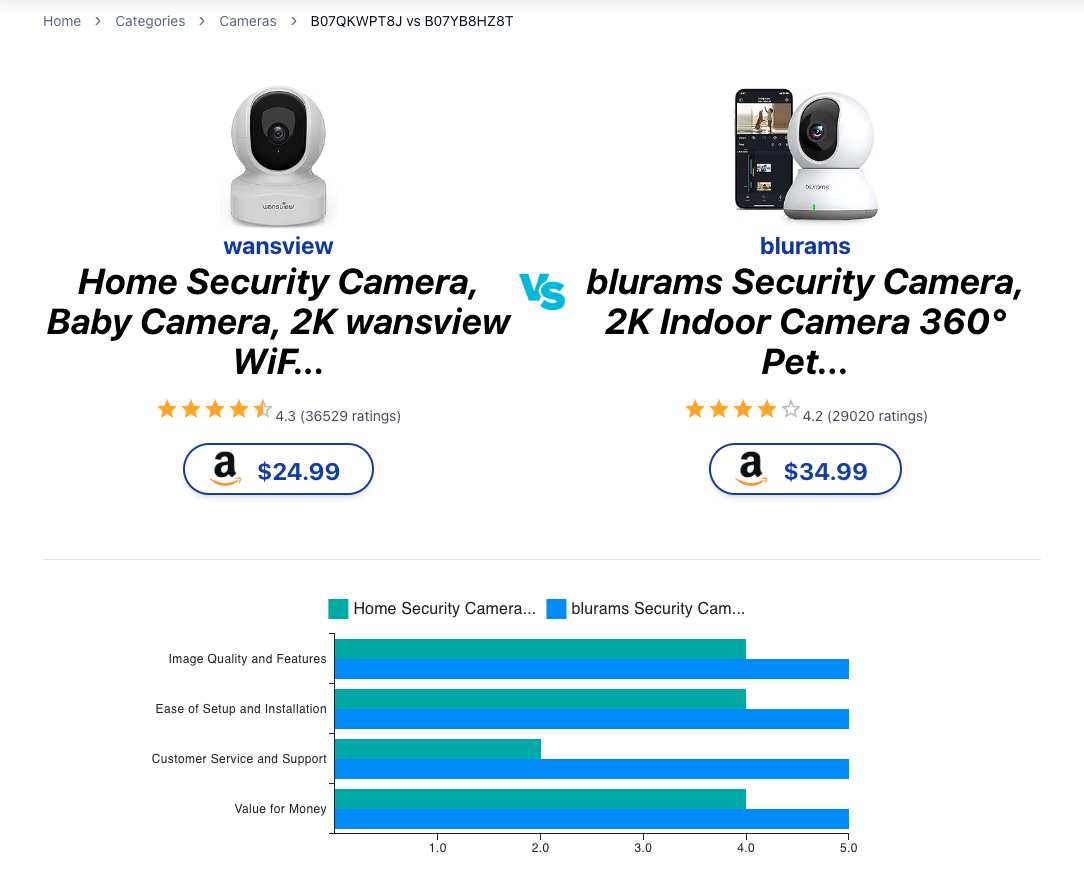 Home > Categories > Cameras > B07QKWPT8J vs B07YB8HZ8T
wansview
blurams
wansview
Home Security Camera,
Baby Camera, 2K wansview
WiF...
4.3 (36529 ratings)
a $24.99
VS
blurams
blurams Security Camera,
2K Indoor Camera 360°
Pet...
4.2 (29020 ratings)
a $34.99
Home Security Camera... blurams Security Cam...
Image Quality and Features
Ease of Setup and Installation
Customer Service and Support
Value for Money
1.0 2.0 3.0 4.0 5.0